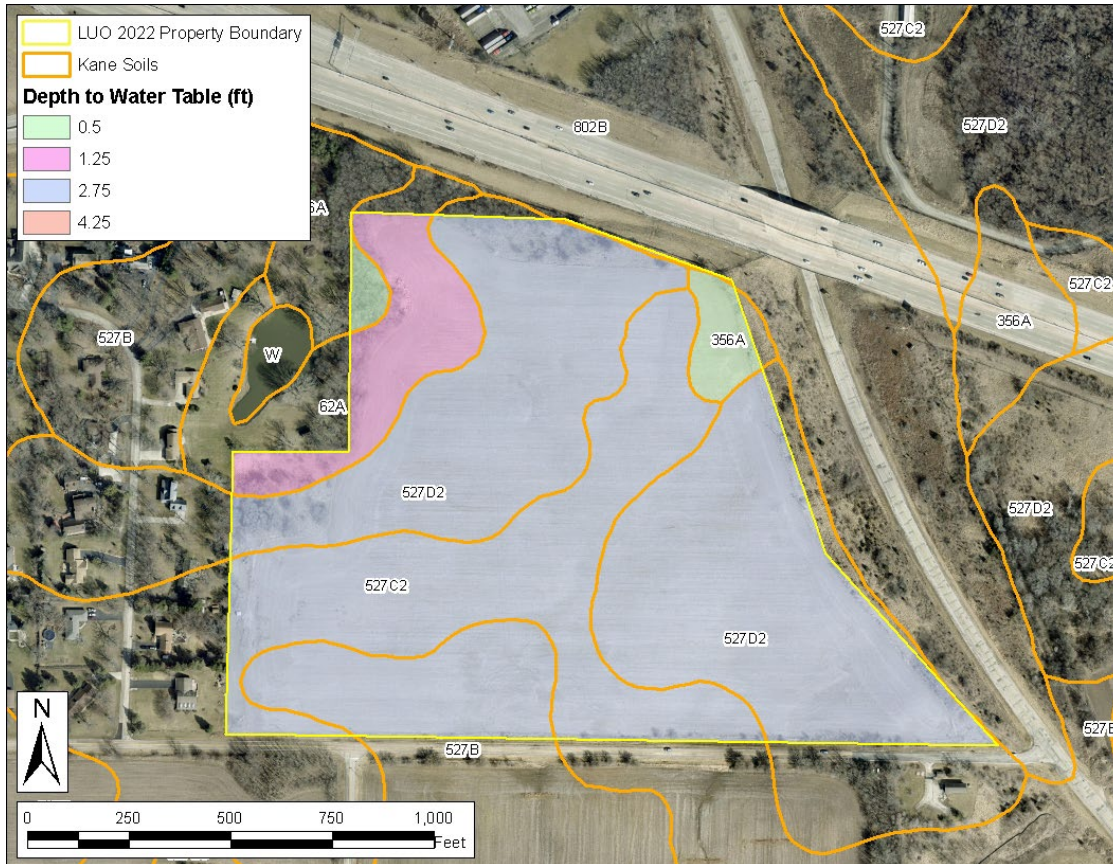 LUO 2022 Property Boundary
Kane Soils
Depth to Water Table (ft)
0.5
1.25
2.75
4.25
527C2
802B
527D2
6A
527C2
356A
527B
W
356A
62A
527D2
527D2
527C2
527C2
527D2
N
527B
527B
0 250 500 750 1,000
Feet